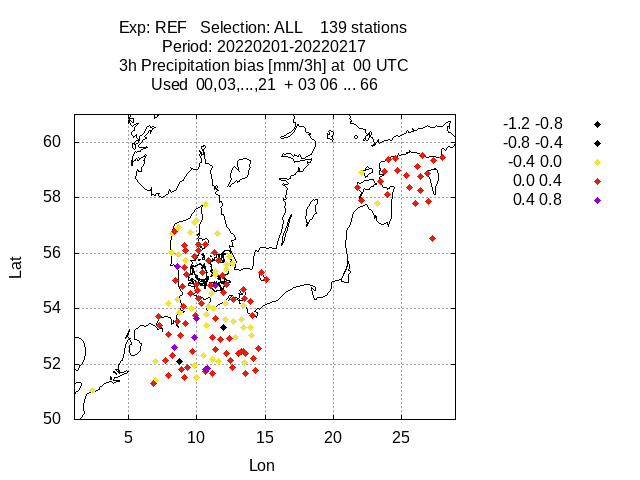 Exp: REF   Selection: ALL    139 stations
Period: 20220201-20220217
3h Precipitation bias [mm/3h] at  00 UTC
Used  00,03,...,21  + 03 06 ... 66
-1.2 -0.8
-0.8 -0.4
-0.4 0.0
0.0 0.4
0.4 0.8
60
58
56
54
52
50
Lat
5 10 15 20 25
Lon